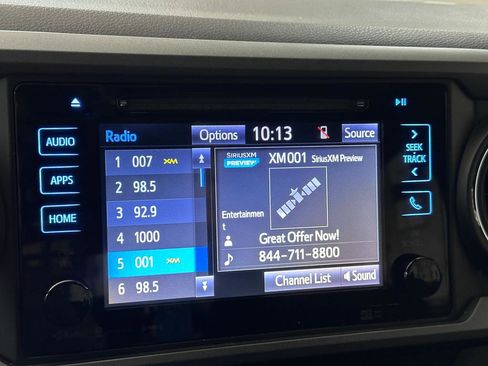 Radio
Options
10:13
Source
AUDIO
APPS
HOME
1 007 XM
2 98.5
3 92.9
4 1000
5 001 XM
6 98.5
SIRIUSXM
PREVIEW
XM001 SiriusXM Preview
Entertainmen
t
Great Offer Now!
844-711-8800
Channel List
Sound
SEEK
TRACK